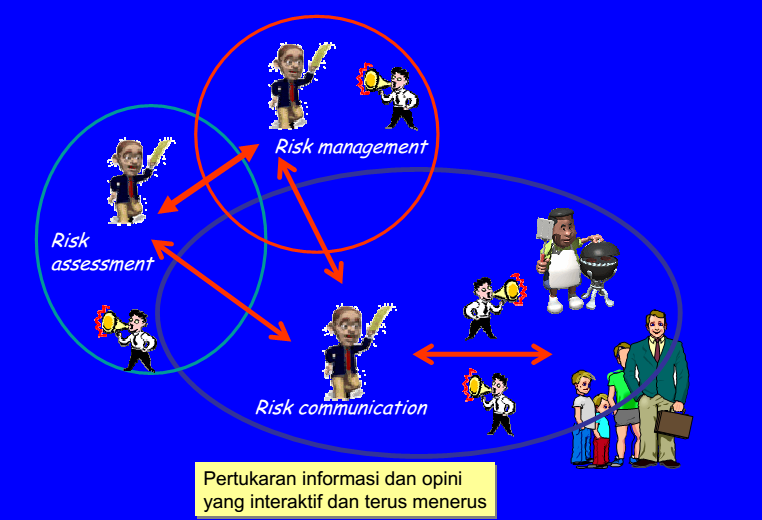 Risk management
Risk
assessment
Risk communication
Pertukaran informasi dan opini
yang interaktif dan terus menerus